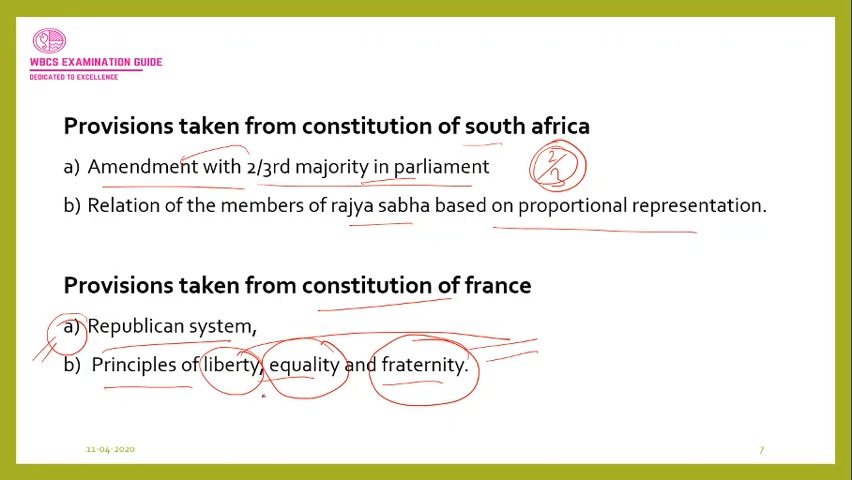 WBCS EXAMINATION GUIDE
DEDICATED TO EXCELLENCE
Provisions taken from constitution of south africa
a) Amendment with 2/3rd majority in parliament
b) Relation of the members of rajya sabha based on proportional representation.
Provisions taken from constitution of france
a) Republican system,
b) Principles of liberty, equality and fraternity.
11-04-2020
7